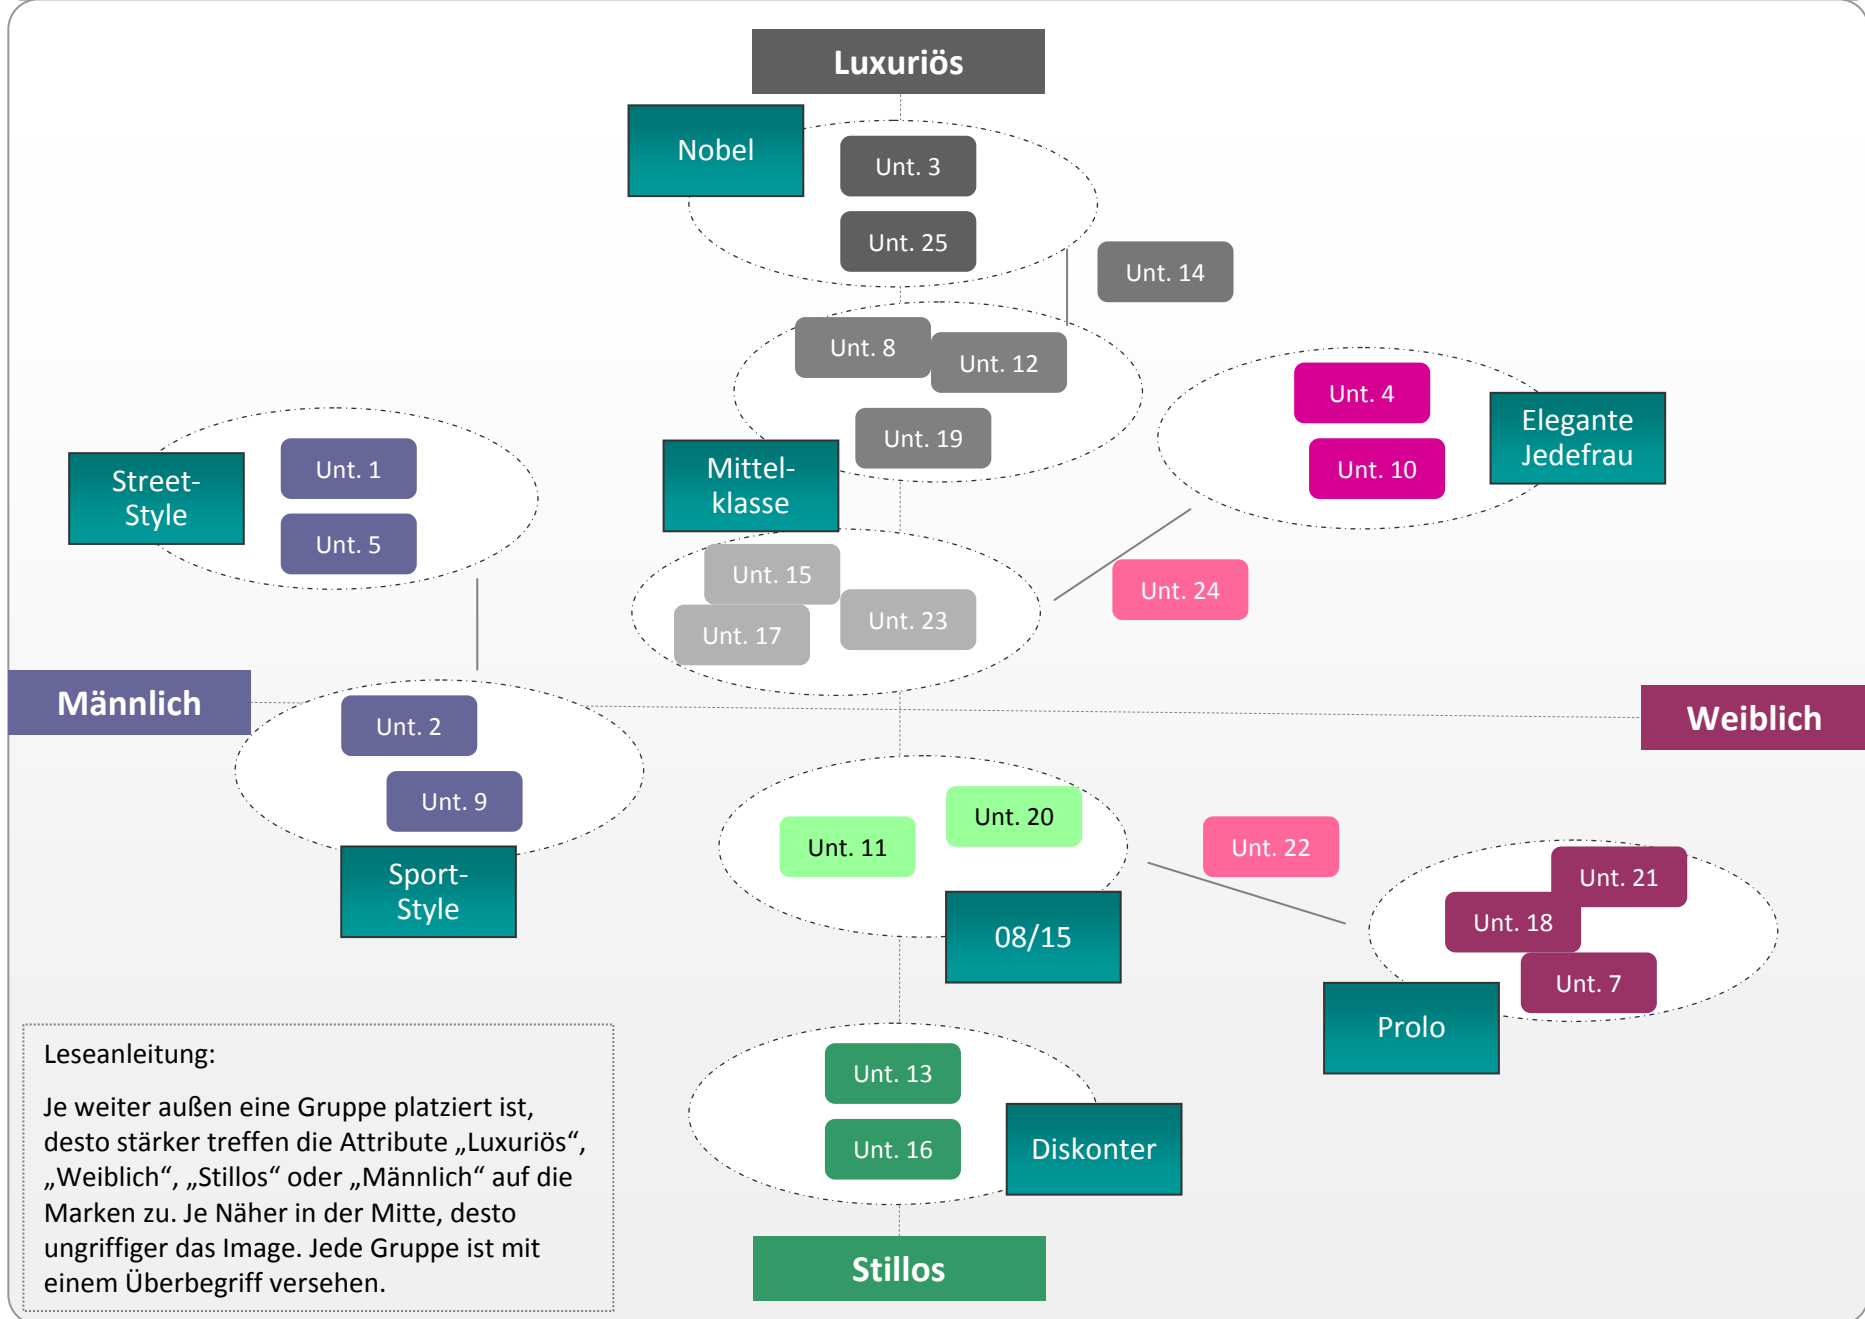 Luxuriös
Nobel
Unt. 3
Unt. 25
Unt. 14
Unt. 8
Unt. 12
Unt. 19
Mittel-
klasse
Unt. 4
Unt. 10
Elegante
Jedefrau
Street-
Style
Unt. 1
Unt. 5
Unt. 15
Unt. 17
Unt. 23
Unt. 24
Männlich
Weiblich
Unt. 2
Unt. 9
Sport-
Style
Unt. 20
Unt. 11
08/15
Unt. 22
Unt. 21
Unt. 18
Unt. 7
Prolo
Unt. 13
Unt. 16
Diskonter
Stillos
Leseanleitung:
Je weiter außen eine Gruppe platziert ist,
desto stärker treffen die Attribute „Luxuriös“,
„Weiblich“, „Stillos“ oder „Männlich“ auf die
Marken zu. Je Näher in der Mitte, desto
ungriffiger das Image. Jede Gruppe ist mit
einem Überbegriff versehen.